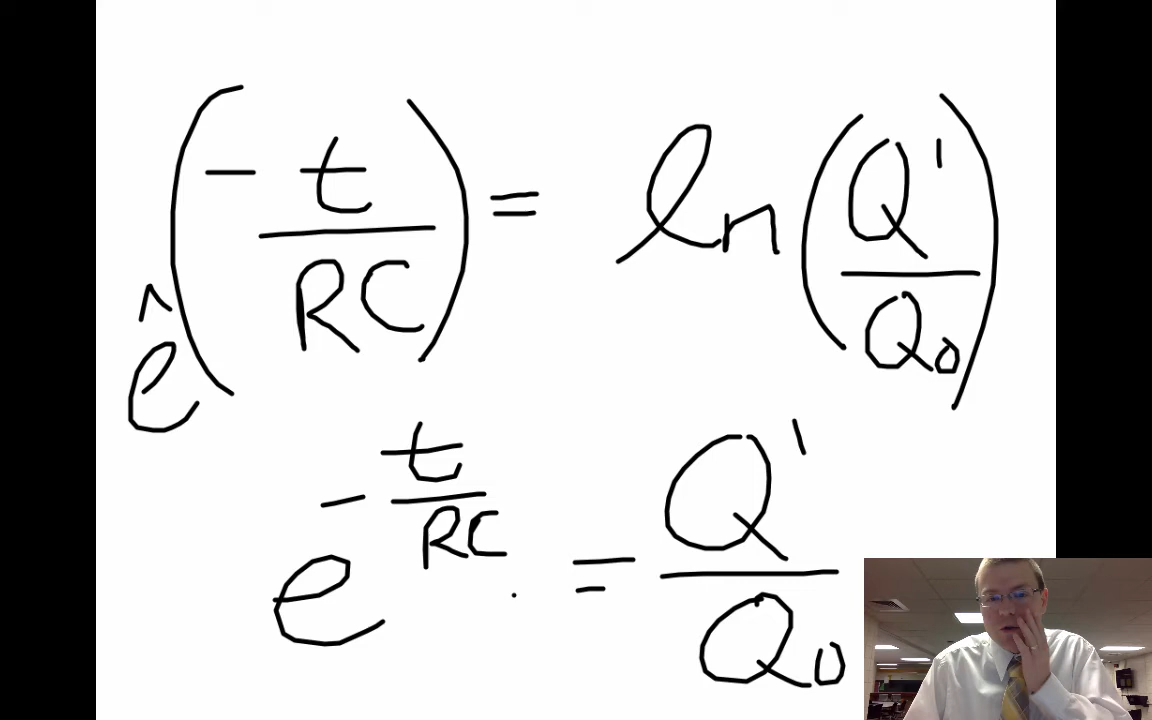 e^(-t/RC) = ln(Q'/Q₀)
e^(-t/RC) = Q'/Q₀